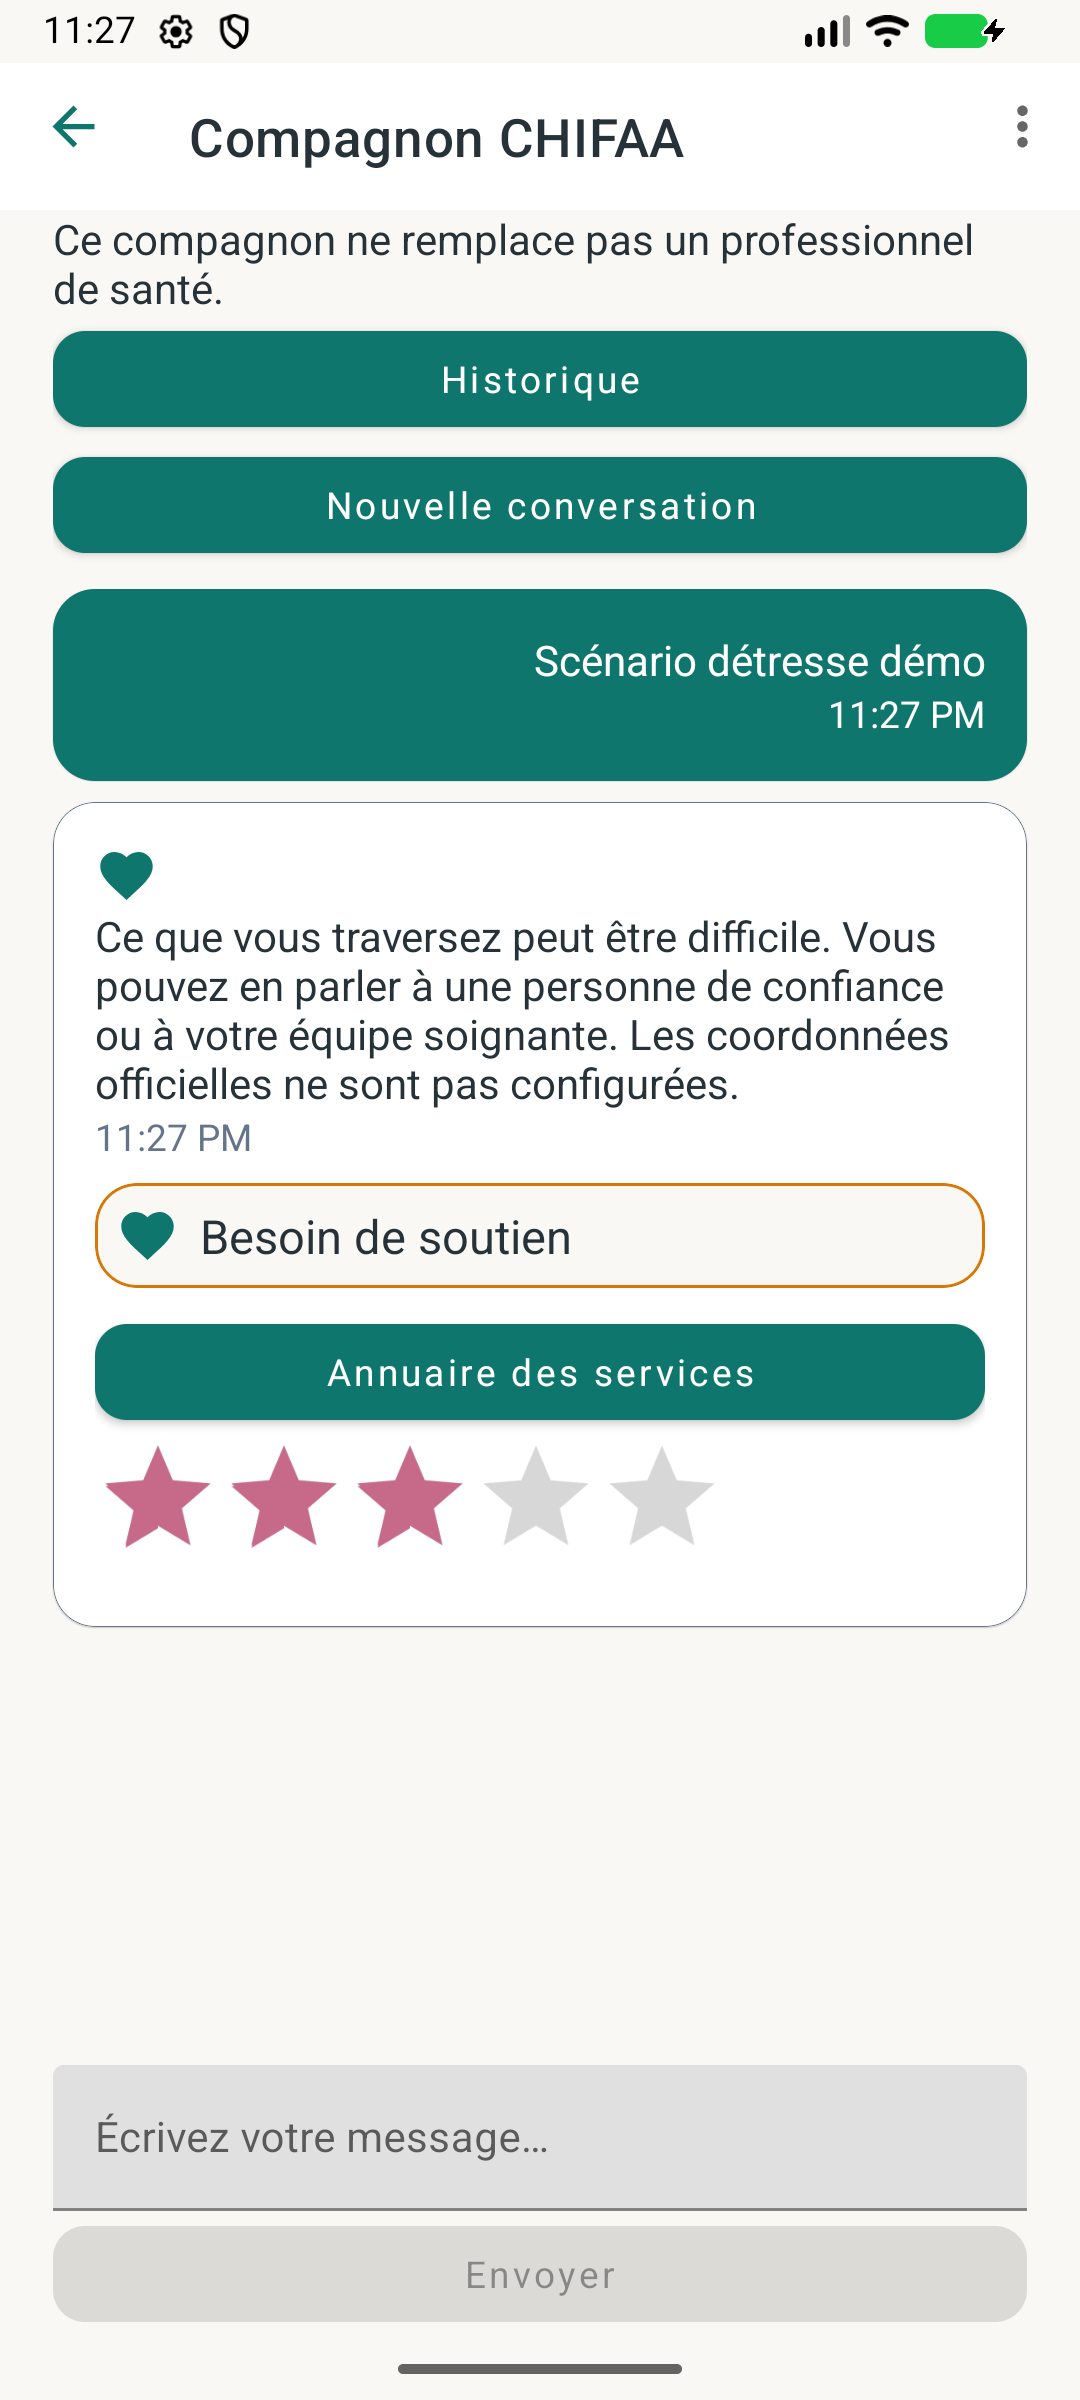 11:27
Compagnon CHIFAA
Ce compagnon ne remplace pas un professionnel
de santé.
Historique
Nouvelle conversation
Scénario détresse démo
11:27 PM
Ce que vous traversez peut être difficile. Vous
pouvez en parler à une personne de confiance
ou à votre équipe soignante. Les coordonnées
officielles ne sont pas configurées.
11:27 PM
Besoin de soutien
Annuaire des services
Écrivez votre message…
Envoyer